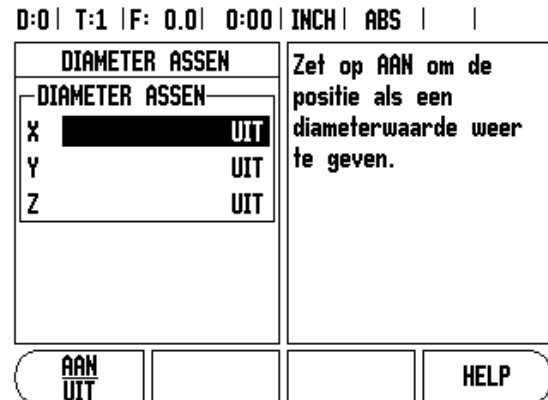 D:0| T:1 |F: 0.0| 0:00|INCH| ABS | |
DIAMETER ASSEN
DIAMETER ASSEN
X UIT
Y UIT
Z UIT
Zet op AAN om de
positie als een
diameterwaarde weer
te geven.
AAN
UIT
HELP